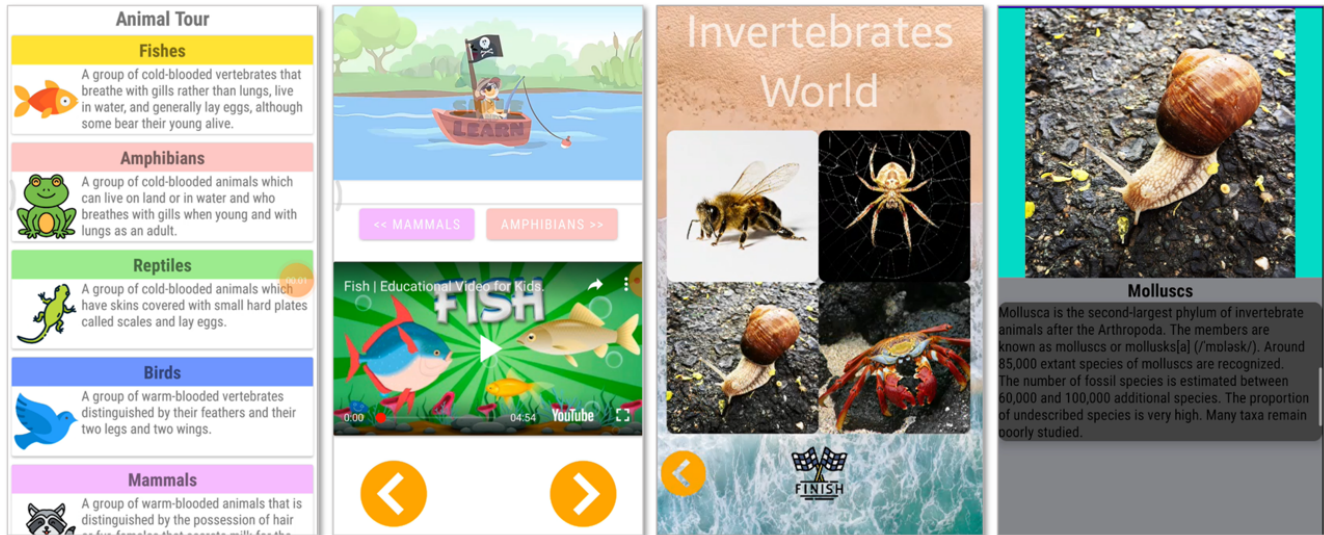 Animal Tour
Fishes
A group of cold-blooded vertebrates that
breathe with gills rather than lungs, live
in water, and generally lay eggs, although
some bear their young alive.
Amphibians
A group of cold-blooded animals which
can live on land or in water and who
breathes with gills when young and with
lungs as an adult.
Reptiles
00:01
A group of cold-blooded animals which
have skins covered with small hard plates
called scales and lay eggs.
Birds
A group of warm-blooded vertebrates
distinguished by their feathers and their
two legs and two wings.
Mammals
A group of warm-blooded animals that is
distinguished by the possession of hair
LEARN
<< MAMMALS
AMPHIBIANS >>
Fish | Educational Video for Kids.
FISH
0:00
04:54
YouTube
Invertebrates
World
FINISH
Molluscs
Mollusca is the second-largest phylum of invertebrate
animals after the Arthropoda. The members are
known as molluscs or mollusks[a] (/ˈmɒləsk/). Around
85,000 extant species of molluscs are recognized.
The number of fossil species is estimated between
60,000 and 100,000 additional species. The proportion
of undescribed species is very high. Many taxa remain
poorly studied.